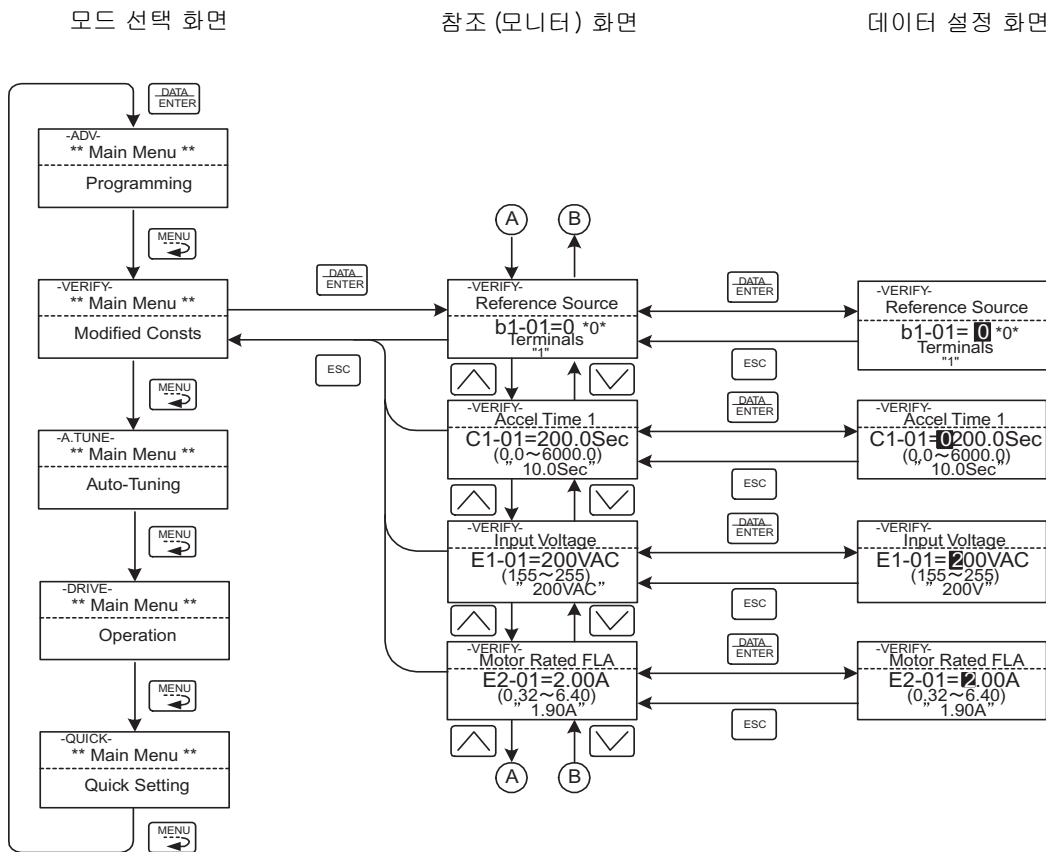 모드 선택 화면
참조 (모니터) 화면
데이터 설정 화면
DATA
ENTER
-ADV-
** Main Menu **
Programming
MENU
-VERIFY-
** Main Menu **
Modified Consts
MENU
-A.TUNE-
** Main Menu **
Auto-Tuning
MENU
-DRIVE-
** Main Menu **
Operation
MENU
-QUICK-
** Main Menu **
Quick Setting
MENU
DATA
ENTER
ESC
A
B
-VERIFY-
Reference Source
b1-01=0 *0*
Terminals
"1"
-VERIFY-
Accel Time 1
C1-01=200.0Sec
(0.0～6000.0)
” 10.0Sec”
-VERIFY-
Input Voltage
E1-01=200VAC
(155～255)
” 200VAC”
-VERIFY-
Motor Rated FLA
E2-01=2.00A
(0.32～6.40)
” 1.90A”
A
B
DATA
ENTER
ESC
DATA
ENTER
ESC
DATA
ENTER
ESC
DATA
ENTER
ESC
-VERIFY-
Reference Source
b1-01= 0 *0*
Terminals
"1"
-VERIFY-
Accel Time 1
C1-01=0200.0Sec
(0.0～6000.0)
” 10.0Sec”
-VERIFY-
Input Voltage
E1-01=200VAC
(155～255)
” 200V”
-VERIFY-
Motor Rated FLA
E2-01=2.00A
(0.32～6.40)
” 1.90A”